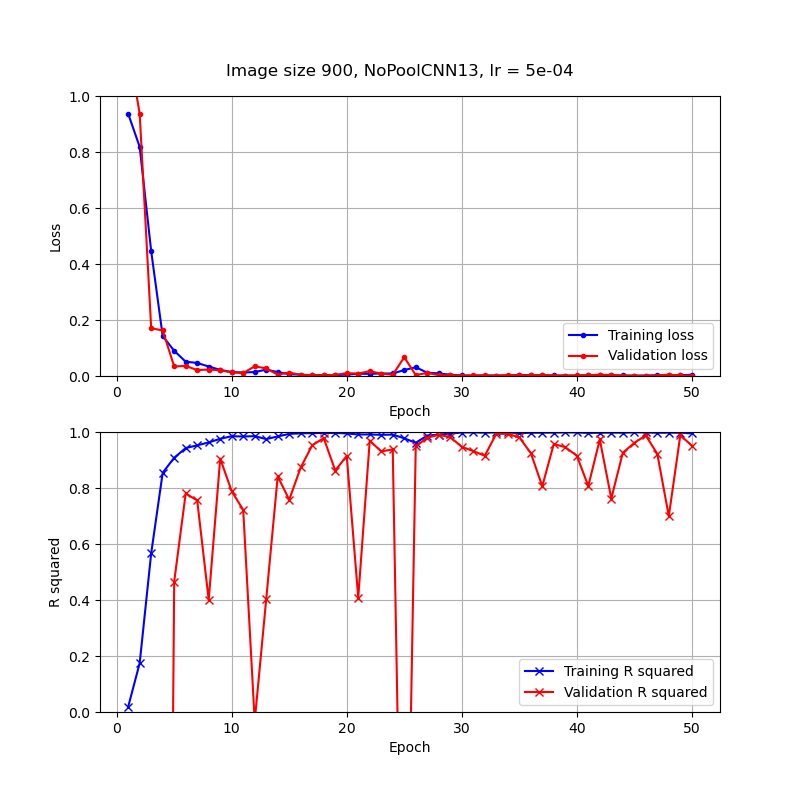 Image size 900, NoPoolCNN13, lr = 5e-04
1.0
0.8
0.6
0.4
0.2
0.0
Loss
Training loss
Validation loss
0 10 20 30 40 50
Epoch
1.0
0.8
0.6
0.4
0.2
0.0
R squared
Training R squared
Validation R squared
0 10 20 30 40 50
Epoch